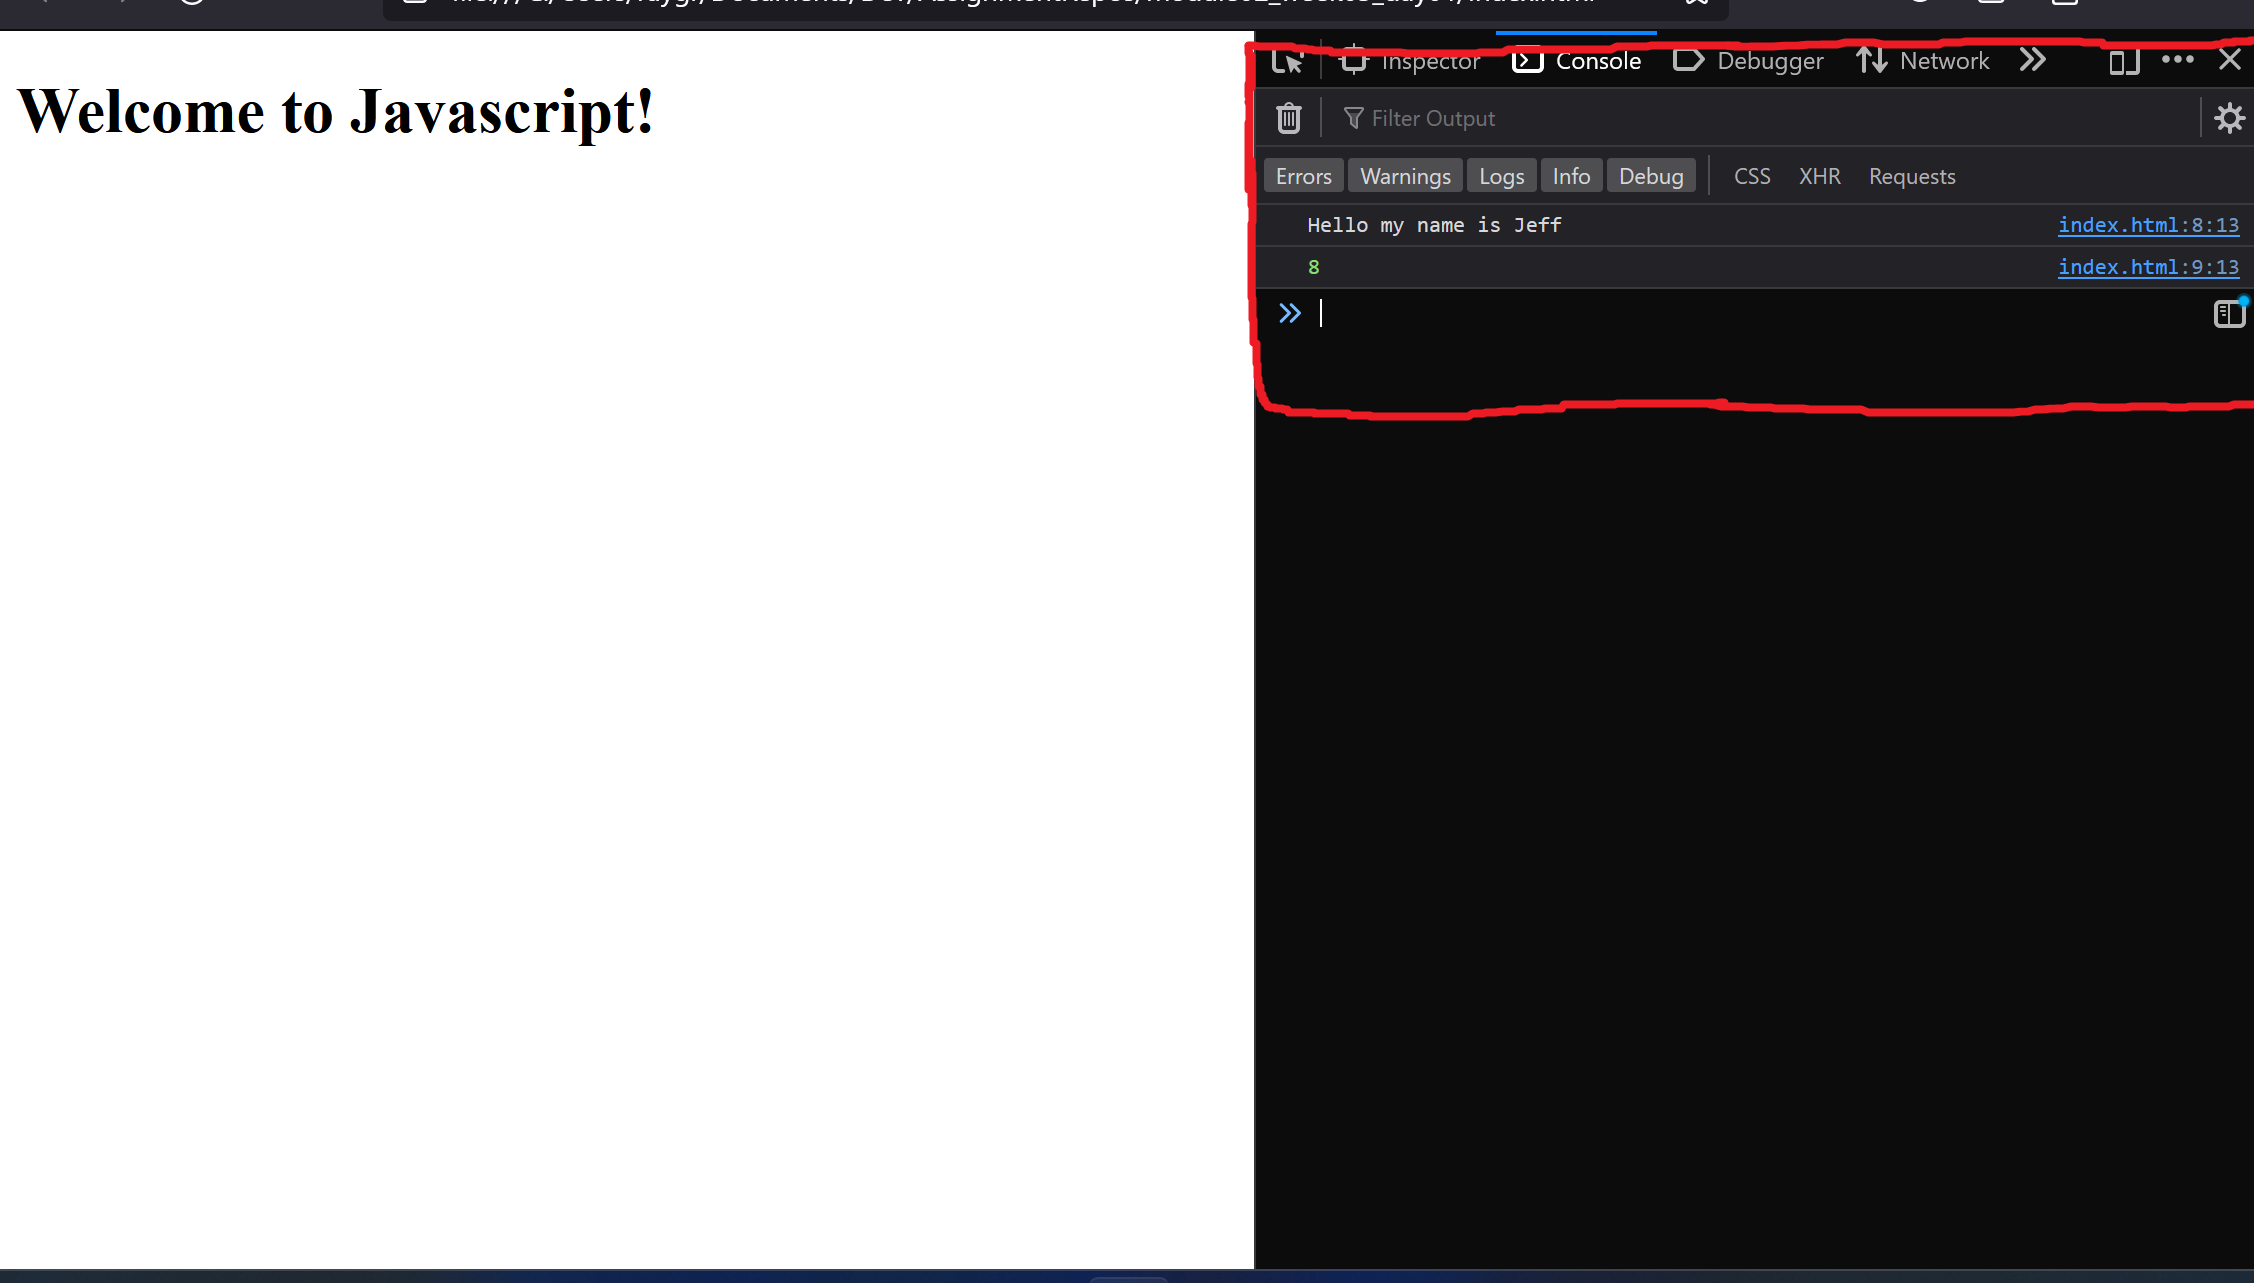 Welcome to Javascript!
Inspector Console Debugger Network
Filter Output
Errors Warnings Logs Info Debug CSS XHR Requests
Hello my name is Jeff index.html:8:13
8 index.html:9:13